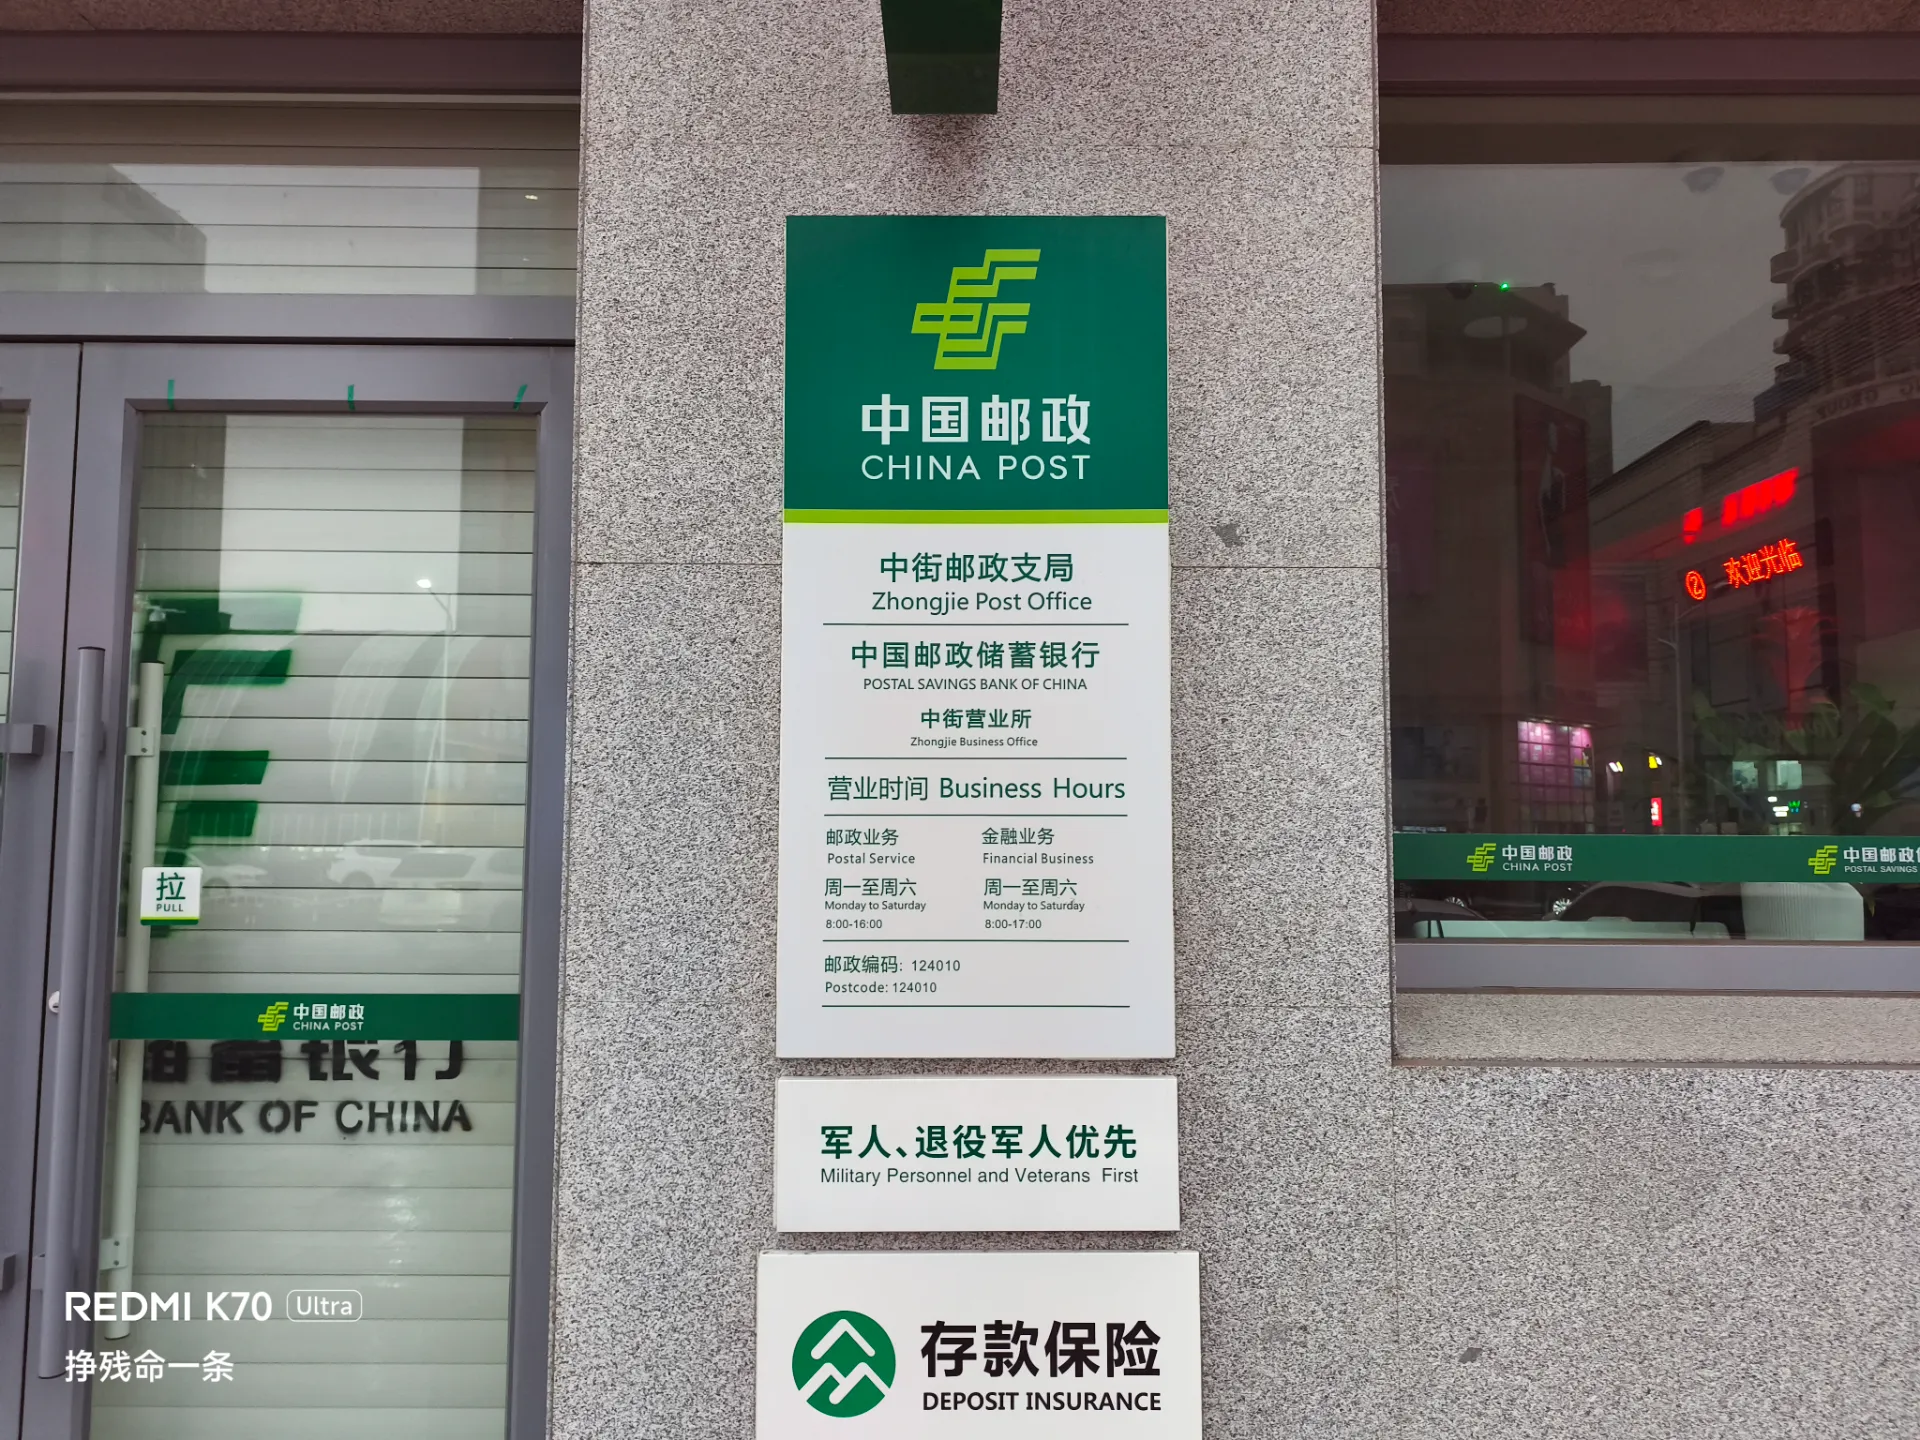 中国邮政
CHINA POST
中街邮政支局
Zhongjie Post Office
中国邮政储蓄银行
POSTAL SAVINGS BANK OF CHINA
中街营业所
Zhongjie Business Office
营业时间 Business Hours
邮政业务 金融业务
Postal Service Financial Business
周一至周六 周一至周六
Monday to Saturday Monday to Saturday
8:00-16:00 8:00-17:00
邮政编码: 124010
Postcode: 124010
军人、退役军人优先
Military Personnel and Veterans First
存款保险
DEPOSIT INSURANCE
拉
PULL
中国邮政
CHINA POST
蓄银行
BANK OF CHINA
② 欢迎光临
中国邮政
CHINA POST
中国邮政
POSTAL SAVINGS
REDMI K70 Ultra
挣残命一条